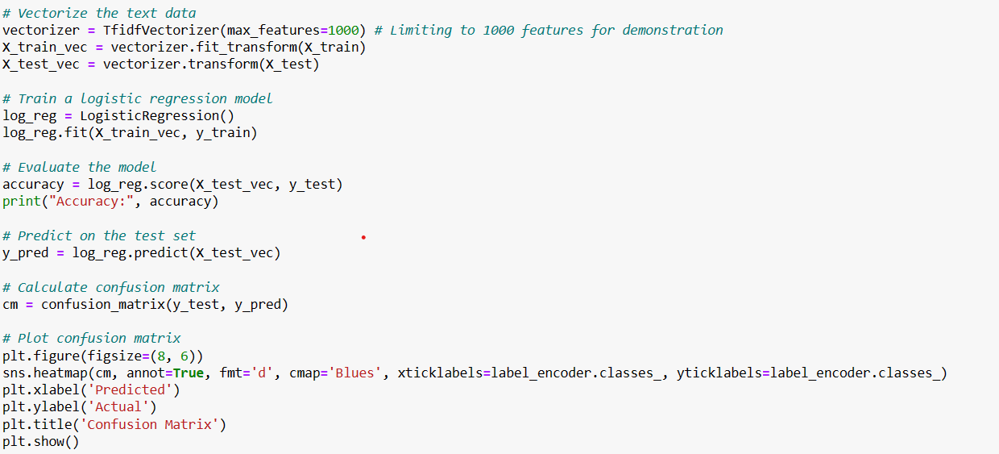 # Vectorize the text data
vectorizer = TfidfVectorizer(max_features=1000) # Limiting to 1000 features for demonstration
X_train_vec = vectorizer.fit_transform(X_train)
X_test_vec = vectorizer.transform(X_test)

# Train a logistic regression model
log_reg = LogisticRegression()
log_reg.fit(X_train_vec, y_train)

# Evaluate the model
accuracy = log_reg.score(X_test_vec, y_test)
print("Accuracy:", accuracy)

# Predict on the test set
y_pred = log_reg.predict(X_test_vec)

# Calculate confusion matrix
cm = confusion_matrix(y_test, y_pred)

# Plot confusion matrix
plt.figure(figsize=(8, 6))
sns.heatmap(cm, annot=True, fmt='d', cmap='Blues', xticklabels=label_encoder.classes_, yticklabels=label_encoder.classes_)
plt.xlabel('Predicted')
plt.ylabel('Actual')
plt.title('Confusion Matrix')
plt.show()